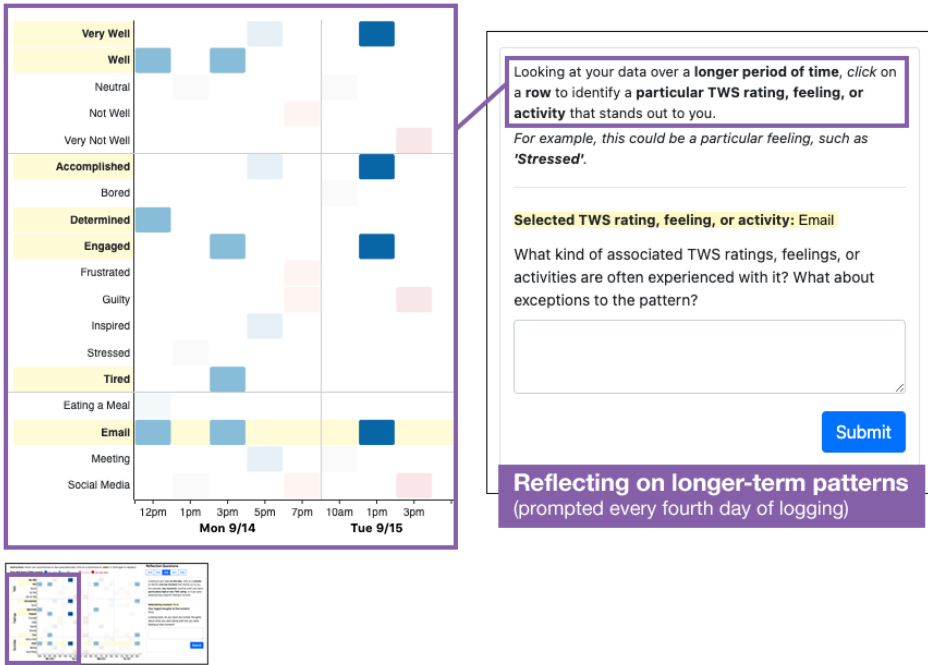 Very Well
Well
Neutral
Not Well
Very Not Well
Accomplished
Bored
Determined
Engaged
Frustrated
Guilty
Inspired
Stressed
Tired
Eating a Meal
Email
Meeting
Social Media
12pm 1pm 3pm 5pm 7pm 10am 1pm 3pm
Mon 9/14 Tue 9/15
Looking at your data over a longer period of time, click on
a row to identify a particular TWS rating, feeling, or
activity that stands out to you.
For example, this could be a particular feeling, such as
'Stressed'.
Selected TWS rating, feeling, or activity: Email
What kind of associated TWS ratings, feelings, or
activities are often experienced with it? What about
exceptions to the pattern?
Submit
Reflecting on longer-term patterns
(prompted every fourth day of logging)
Reflection Questions